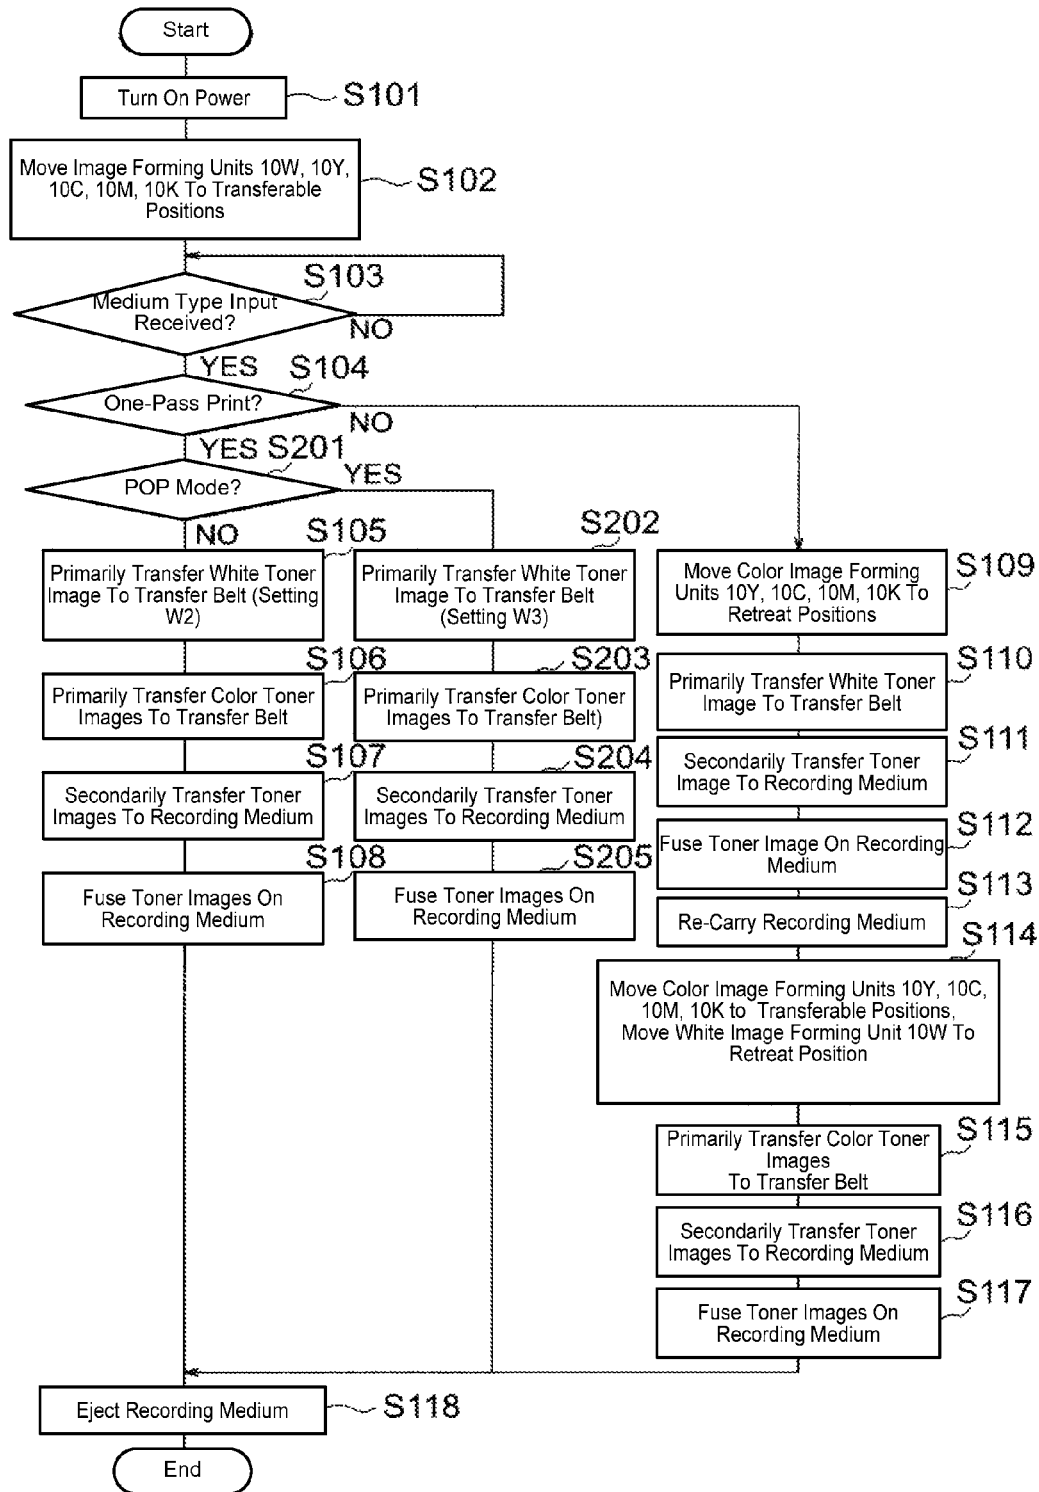 Start
Turn On Power
S101
Move Image Forming Units 10W, 10Y,
10C, 10M, 10K To Transferable
Positions
S102
S103
Medium Type Input
Received?
NO
YES
S104
One-Pass Print?
NO
YES
S201
POP Mode?
YES
NO
S105
Primarily Transfer White Toner
Image To Transfer Belt (Setting
W2)
S106
Primarily Transfer Color Toner
Images To Transfer Belt
S107
Secondarily Transfer Toner
Images To Recording Medium
S108
Fuse Toner Images On
Recording Medium
S202
Primarily Transfer White Toner
Image To Transfer Belt
(Setting W3)
S203
Primarily Transfer Color Toner
Images To Transfer Belt)
S204
Secondarily Transfer Toner
Images To Recording Medium
S205
Fuse Toner Images On
Recording Medium
S109
Move Color Image Forming
Units 10Y, 10C, 10M, 10K To
Retreat Positions
S110
Primarily Transfer White Toner
Image To Transfer Belt
S111
Secondarily Transfer Toner
Image To Recording Medium
S112
Fuse Toner Image On Recording
Medium
S113
Re-Carry Recording Medium
S114
Move Color Image Forming Units 10Y, 10C,
10M, 10K to Transferable Positions,
Move White Image Forming Unit 10W To
Retreat Position
S115
Primarily Transfer Color Toner
Images
To Transfer Belt
S116
Secondarily Transfer Toner
Images To Recording Medium
S117
Fuse Toner Images On
Recording Medium
Eject Recording Medium
S118
End